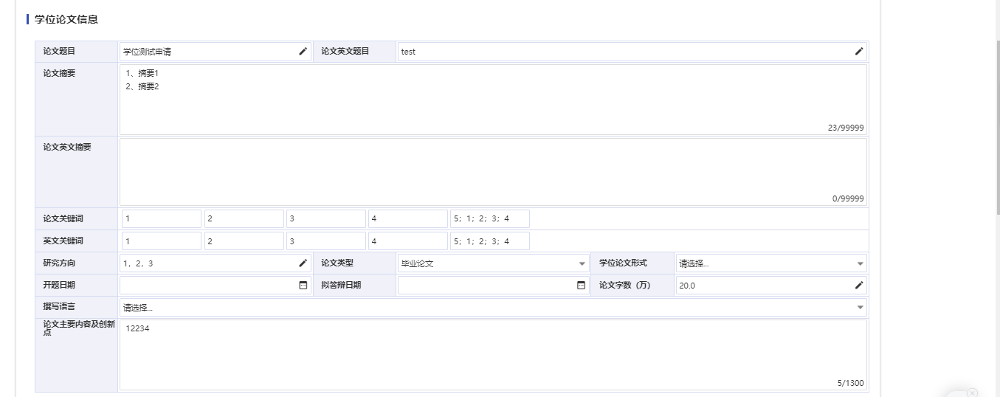 学位论文信息
论文题目 学位测试申请 论文英文题目 test
论文摘要 1、摘要1
2、摘要2
23/99999
论文英文摘要
0/99999
论文关键词 1 2 3 4 5；1；2；3；4
英文关键词 1 2 3 4 5；1；2；3；4
研究方向 1，2，3 论文类型 毕业论文 学位论文形式 请选择...
开题日期 拟答辩日期 论文字数（万） 20.0
撰写语言 请选择...
论文主要内容及创新
点
12234
5/1300